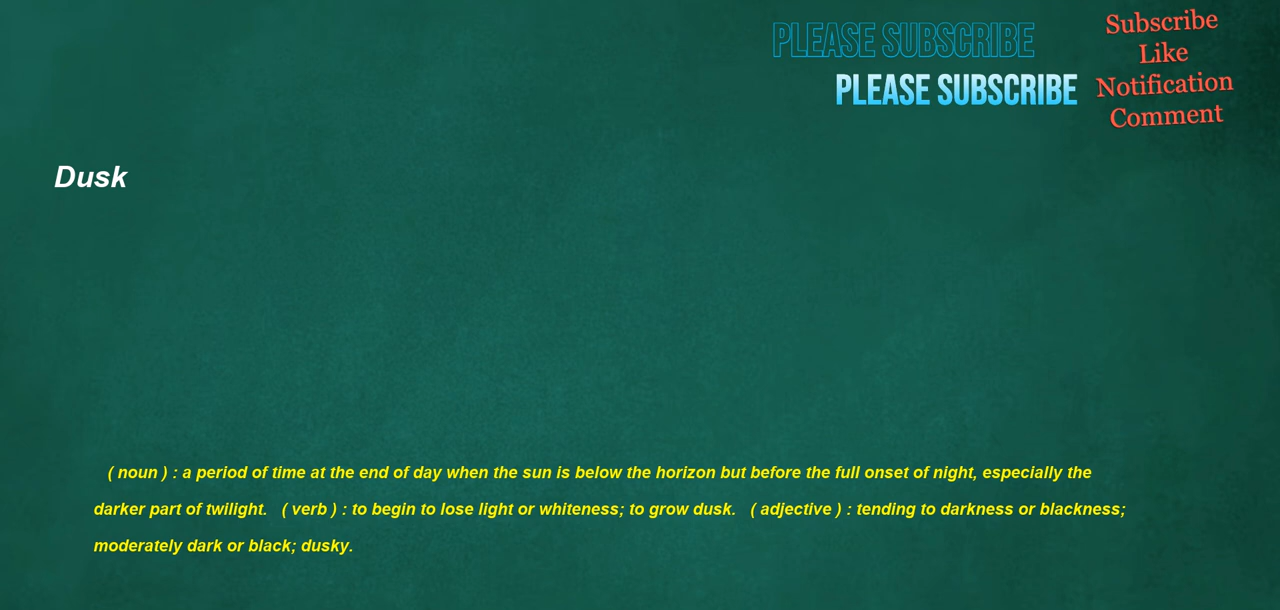 PLEASE SUBSCRIBE
PLEASE SUBSCRIBE
Subscribe
Like
Notification
Comment
Dusk
( noun ) : a period of time at the end of day when the sun is below the horizon but before the full onset of night, especially the
darker part of twilight. ( verb ) : to begin to lose light or whiteness; to grow dusk. ( adjective ) : tending to darkness or blackness;
moderately dark or black; dusky.